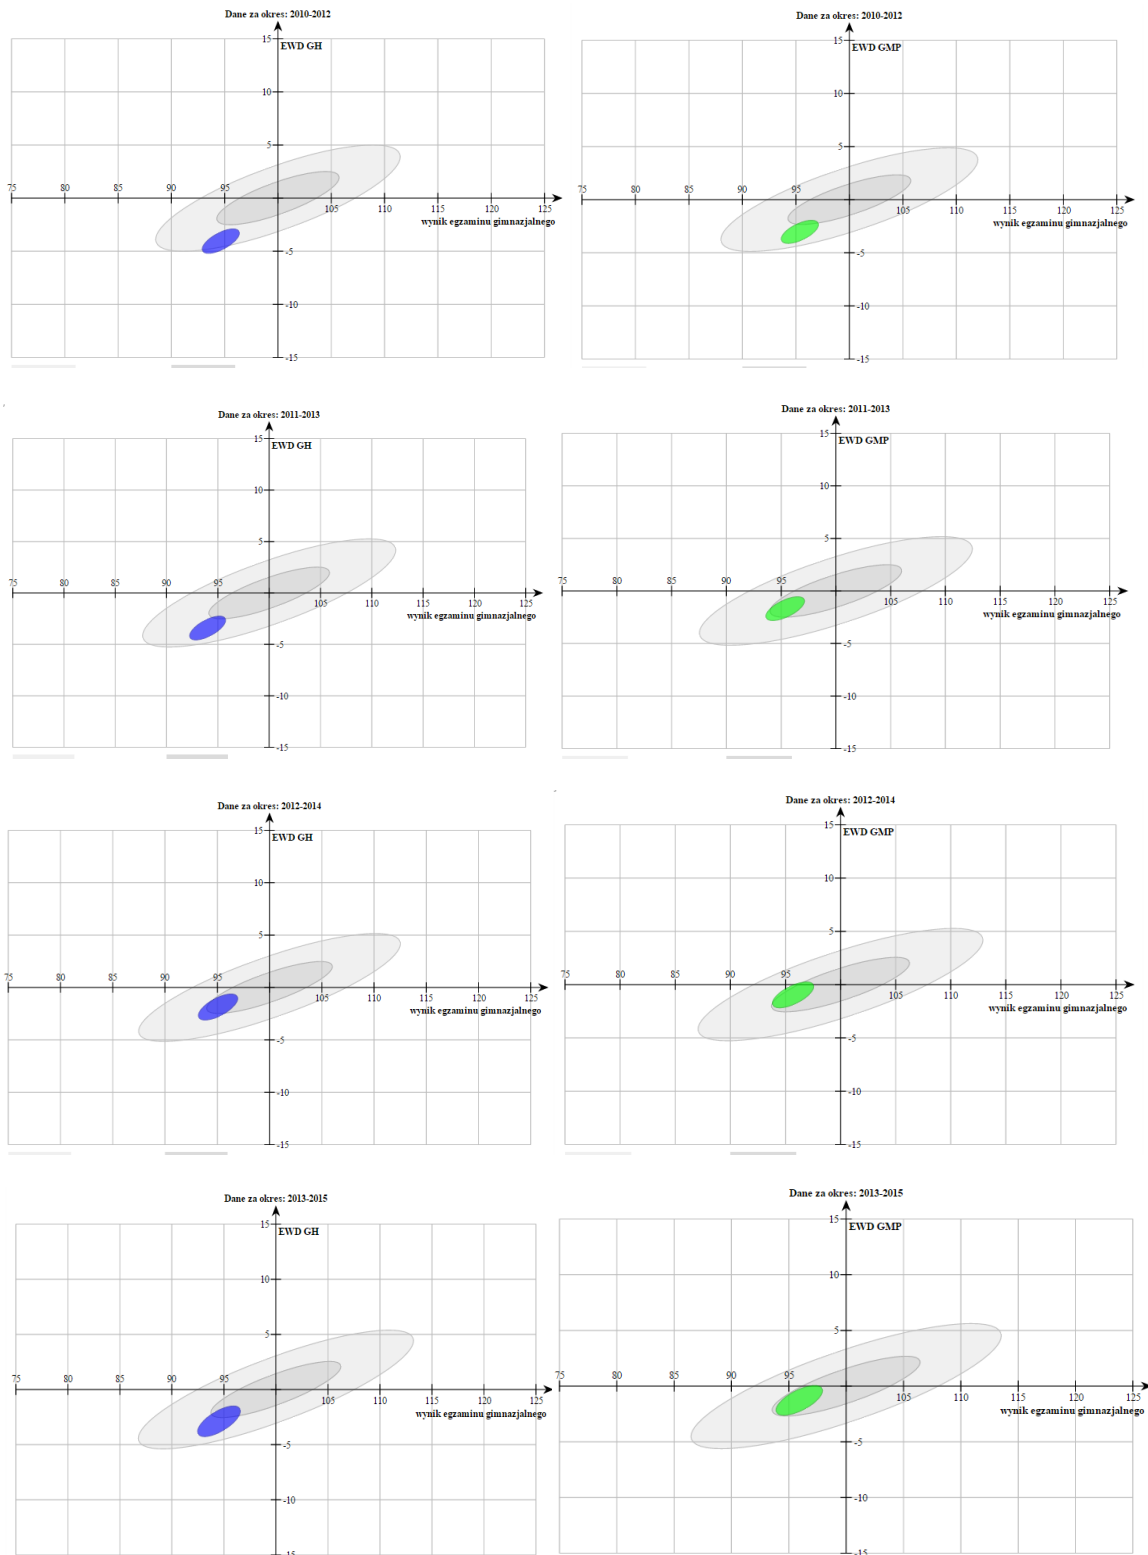 Dane za okres: 2010-2012
15
EWD GH
10
5
75 80 85 90 95
105 110 115 120 125
wynik egzaminu gimnazjalnego
-5
-10
-15
Dane za okres: 2010-2012
15
EWD GMP
10
5
75 80 85 90 95
105 110 115 120 125
wynik egzaminu gimnazjalnego
-5
-10
-15
Dane za okres: 2011-2013
15
EWD GH
10
5
75 80 85 90 95
105 110 115 120 125
wynik egzaminu gimnazjalnego
-5
-10
-15
Dane za okres: 2011-2013
15
EWD GMP
10
5
75 80 85 90 95
105 110 115 120 125
wynik egzaminu gimnazjalnego
-5
-10
-15
Dane za okres: 2012-2014
15
EWD GH
10
5
75 80 85 90 95
105 110 115 120 125
wynik egzaminu gimnazjalnego
-5
-10
-15
Dane za okres: 2012-2014
15
EWD GMP
10
5
75 80 85 90 95
105 110 115 120 125
wynik egzaminu gimnazjalnego
-5
-10
-15
Dane za okres: 2013-2015
15
EWD GH
10
5
75 80 85 90 95
105 110 115 120 125
wynik egzaminu gimnazjalnego
-5
-10
-15
Dane za okres: 2013-2015
15
EWD GMP
10
5
75 80 85 90 95
105 110 115 120 125
wynik egzaminu gimnazjalnego
-5
-10
-15